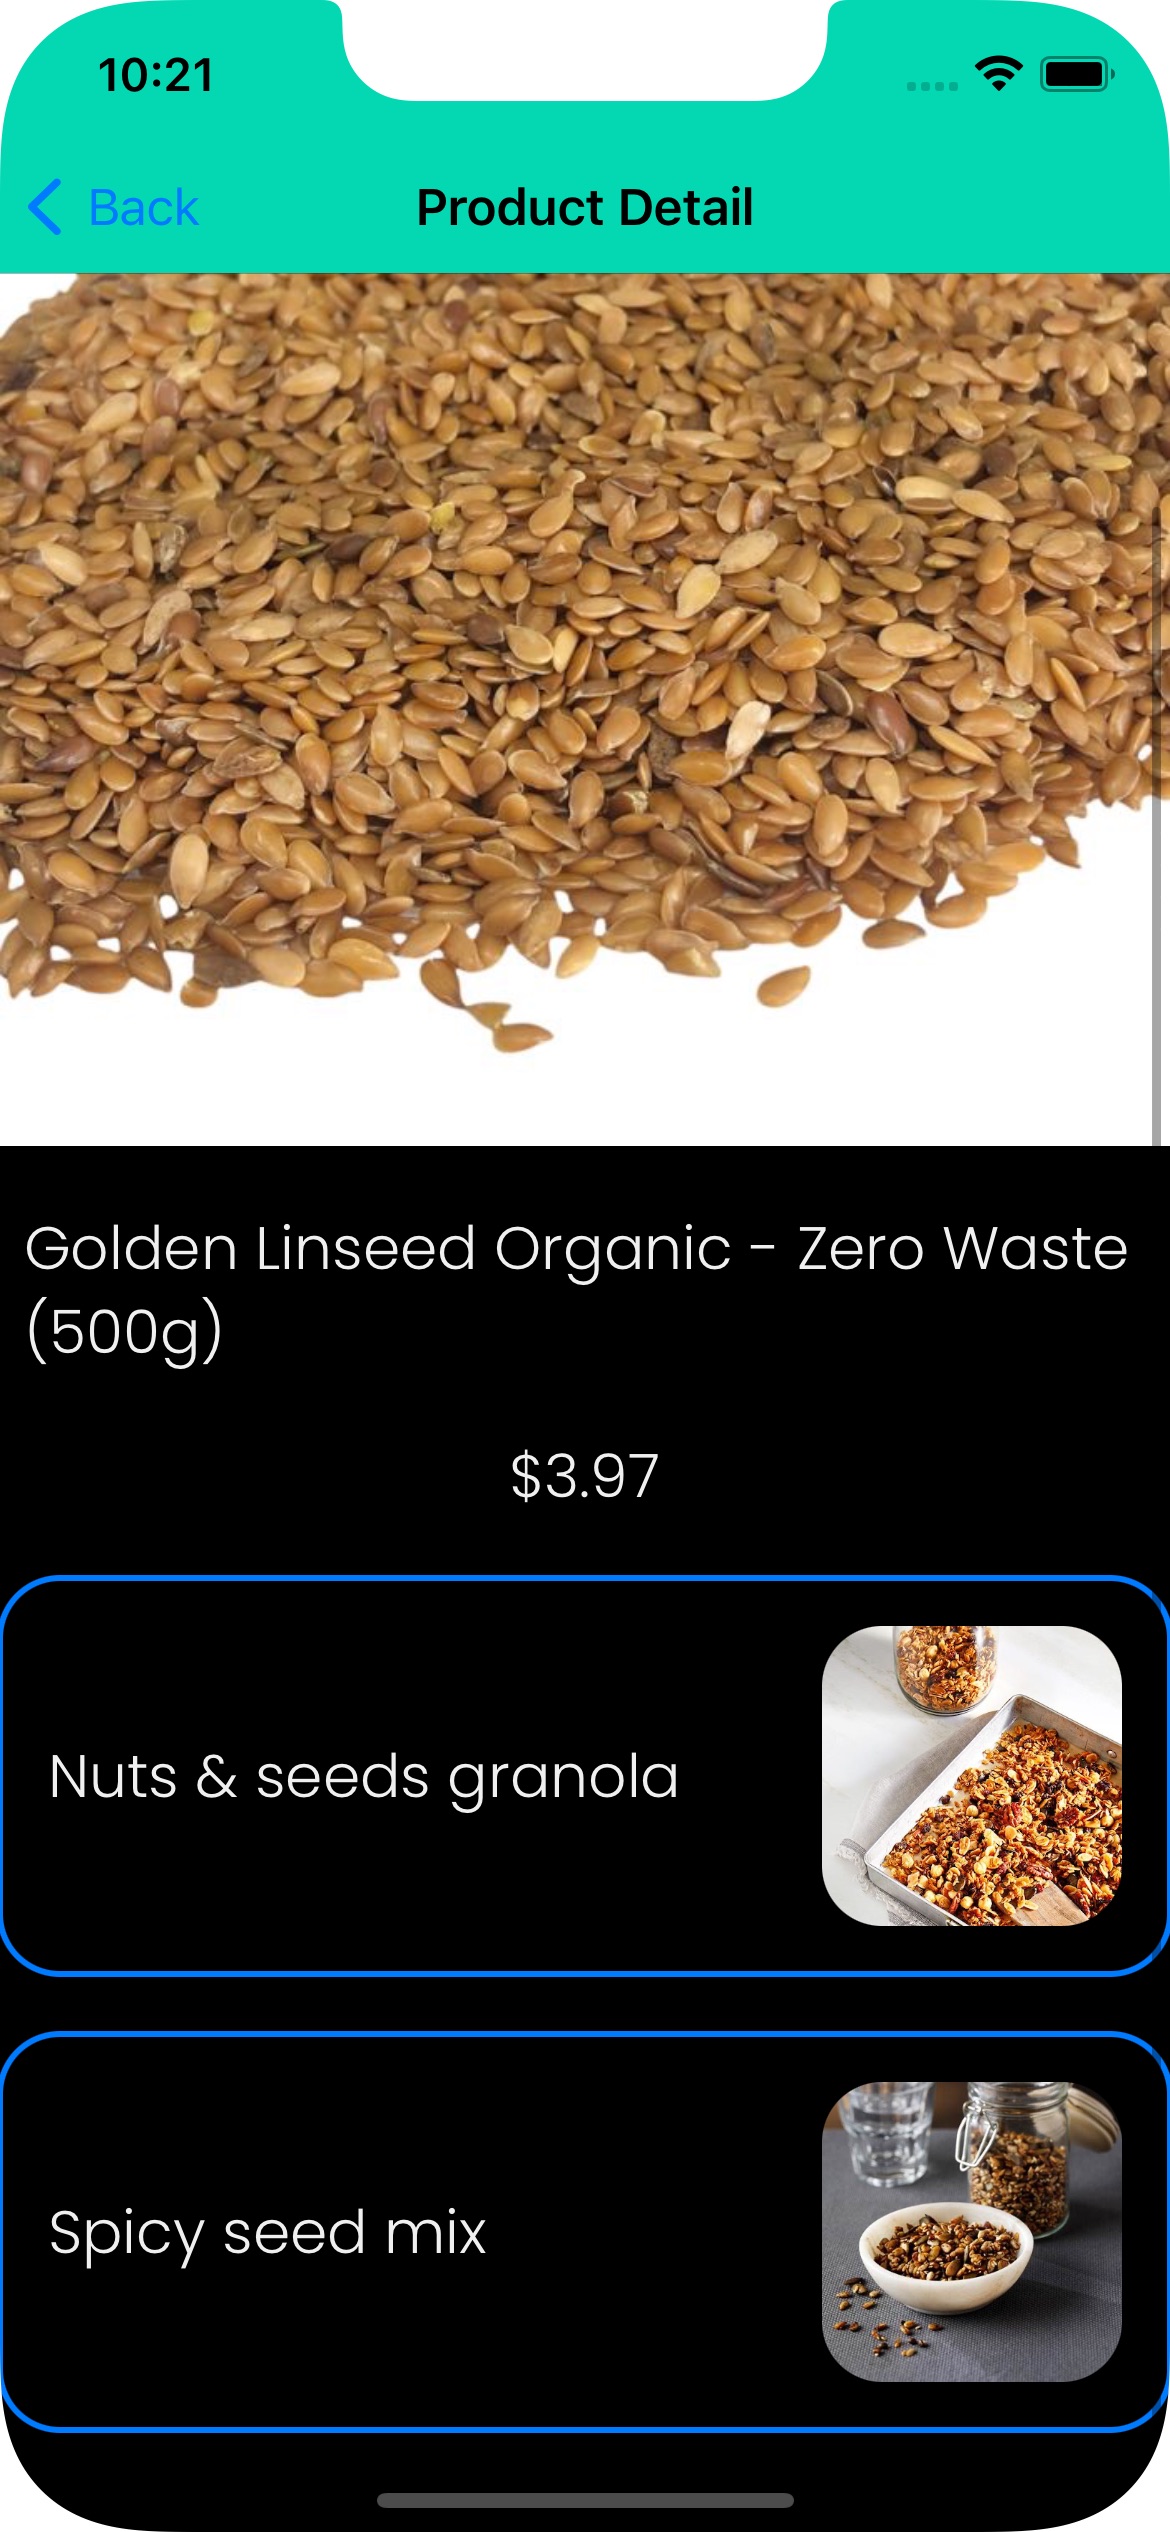 10:21
Back
Product Detail
Golden Linseed Organic - Zero Waste
(500g)
$3.97
Nuts & seeds granola
Spicy seed mix